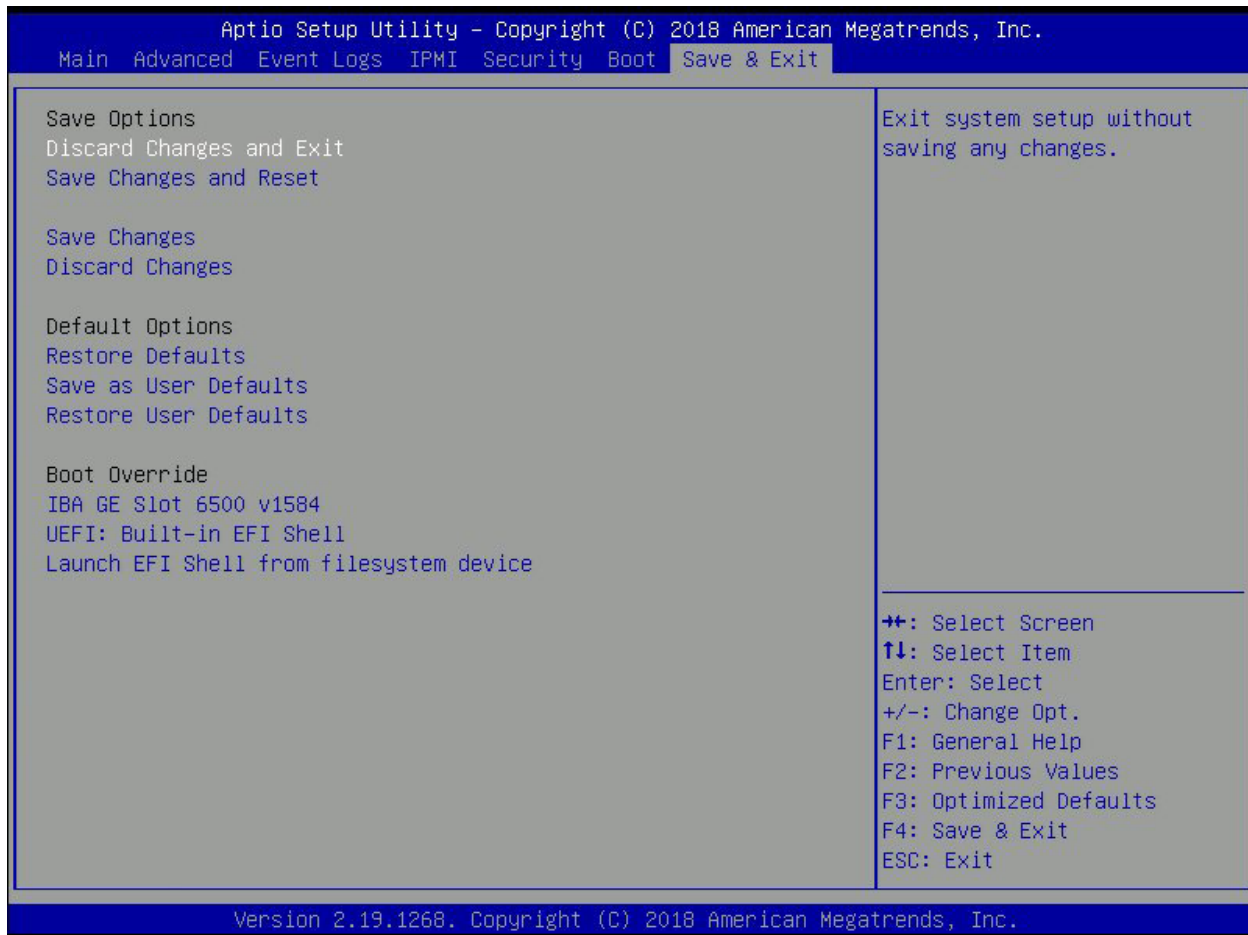 Aptio Setup Utility – Copyright (C) 2018 American Megatrends, Inc.
Main Advanced Event Logs IPMI Security Boot Save & Exit
Save Options
Discard Changes and Exit
Save Changes and Reset
Save Changes
Discard Changes
Default Options
Restore Defaults
Save as User Defaults
Restore User Defaults
Boot Override
IBA GE Slot 6500 v1584
UEFI: Built-in EFI Shell
Launch EFI Shell from filesystem device
Exit system setup without
saving any changes.
→←: Select Screen
↑↓: Select Item
Enter: Select
+/-: Change Opt.
F1: General Help
F2: Previous Values
F3: Optimized Defaults
F4: Save & Exit
ESC: Exit
Version 2.19.1268. Copyright (C) 2018 American Megatrends, Inc.